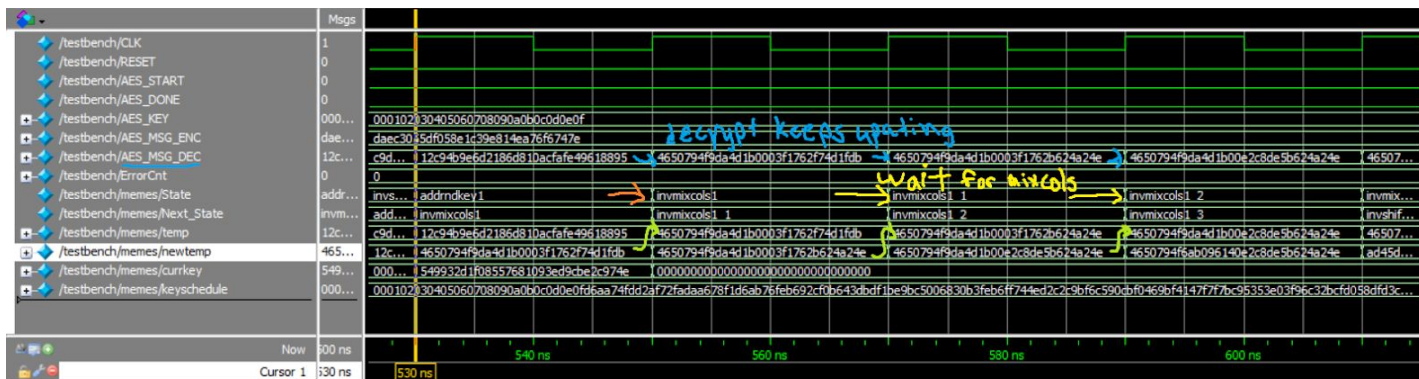 Msgs
/testbench/CLK 1
/testbench/RESET 0
/testbench/AES_START 0
/testbench/AES_DONE 0
/testbench/AES_KEY 000... 000102030405060708090a0b0c0d0e0f
/testbench/AES_MSG_ENC dae... daec3045df058e1c39e814ea76f6747e
decrypt keeps upating
/testbench/AES_MSG_DEC 12c... c9d... 12c94b9e6d2186d810acfafe49618895 4650794f9da4d1b0003f1762f74d1fdb 4650794f9da4d1b0003f1762b624a24e 4650794f9da4d1b00e2c8de5b624a24e 46507...
/testbench/ErrorCnt 0 0
wait for mixcols
/testbench/memes/State addr... invs... addrndkey1 invmixcols1 invmixcols1_1 invmixcols1_2 invmix...
/testbench/memes/Next_State invm... add... invmixcols1 invmixcols1_1 invmixcols1_2 invmixcols1_3 invshif...
/testbench/memes/temp 12c... c9d... 12c94b9e6d2186d810acfafe49618895 4650794f9da4d1b0003f1762f74d1fdb 4650794f9da4d1b0003f1762b624a24e 4650794f9da4d1b00e2c8de5b624a24e 46507...
/testbench/memes/newtemp 465... 12c... 4650794f9da4d1b0003f1762f74d1fdb 4650794f9da4d1b0003f1762b624a24e 4650794f9da4d1b00e2c8de5b624a24e 4650794f6ab096140e2c8de5b624a24e ad45d...
/testbench/memes/currkey 549... 000... 549932d1f08557681093ed9cbe2c974e 00000000000000000000000000000000
/testbench/memes/keyschedule 000...
Now 600 ns 540 ns 560 ns 580 ns 600 ns
Cursor 1 530 ns 530 ns